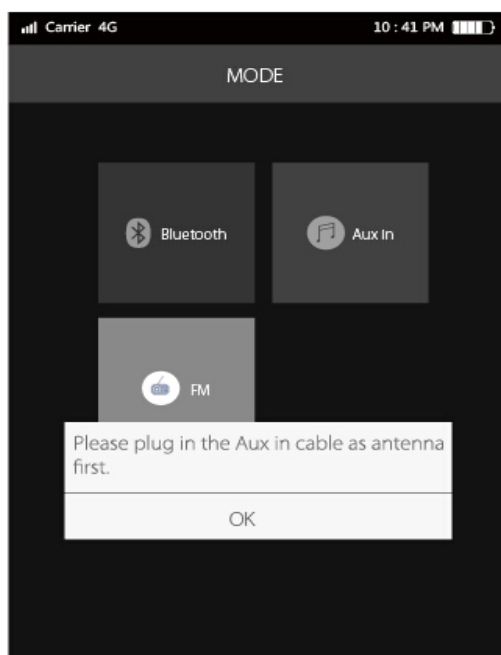 Carrier 4G 10 : 41 PM
MODE
Bluetooth Aux in
FM
Please plug in the Aux in cable as antenna
first.
OK